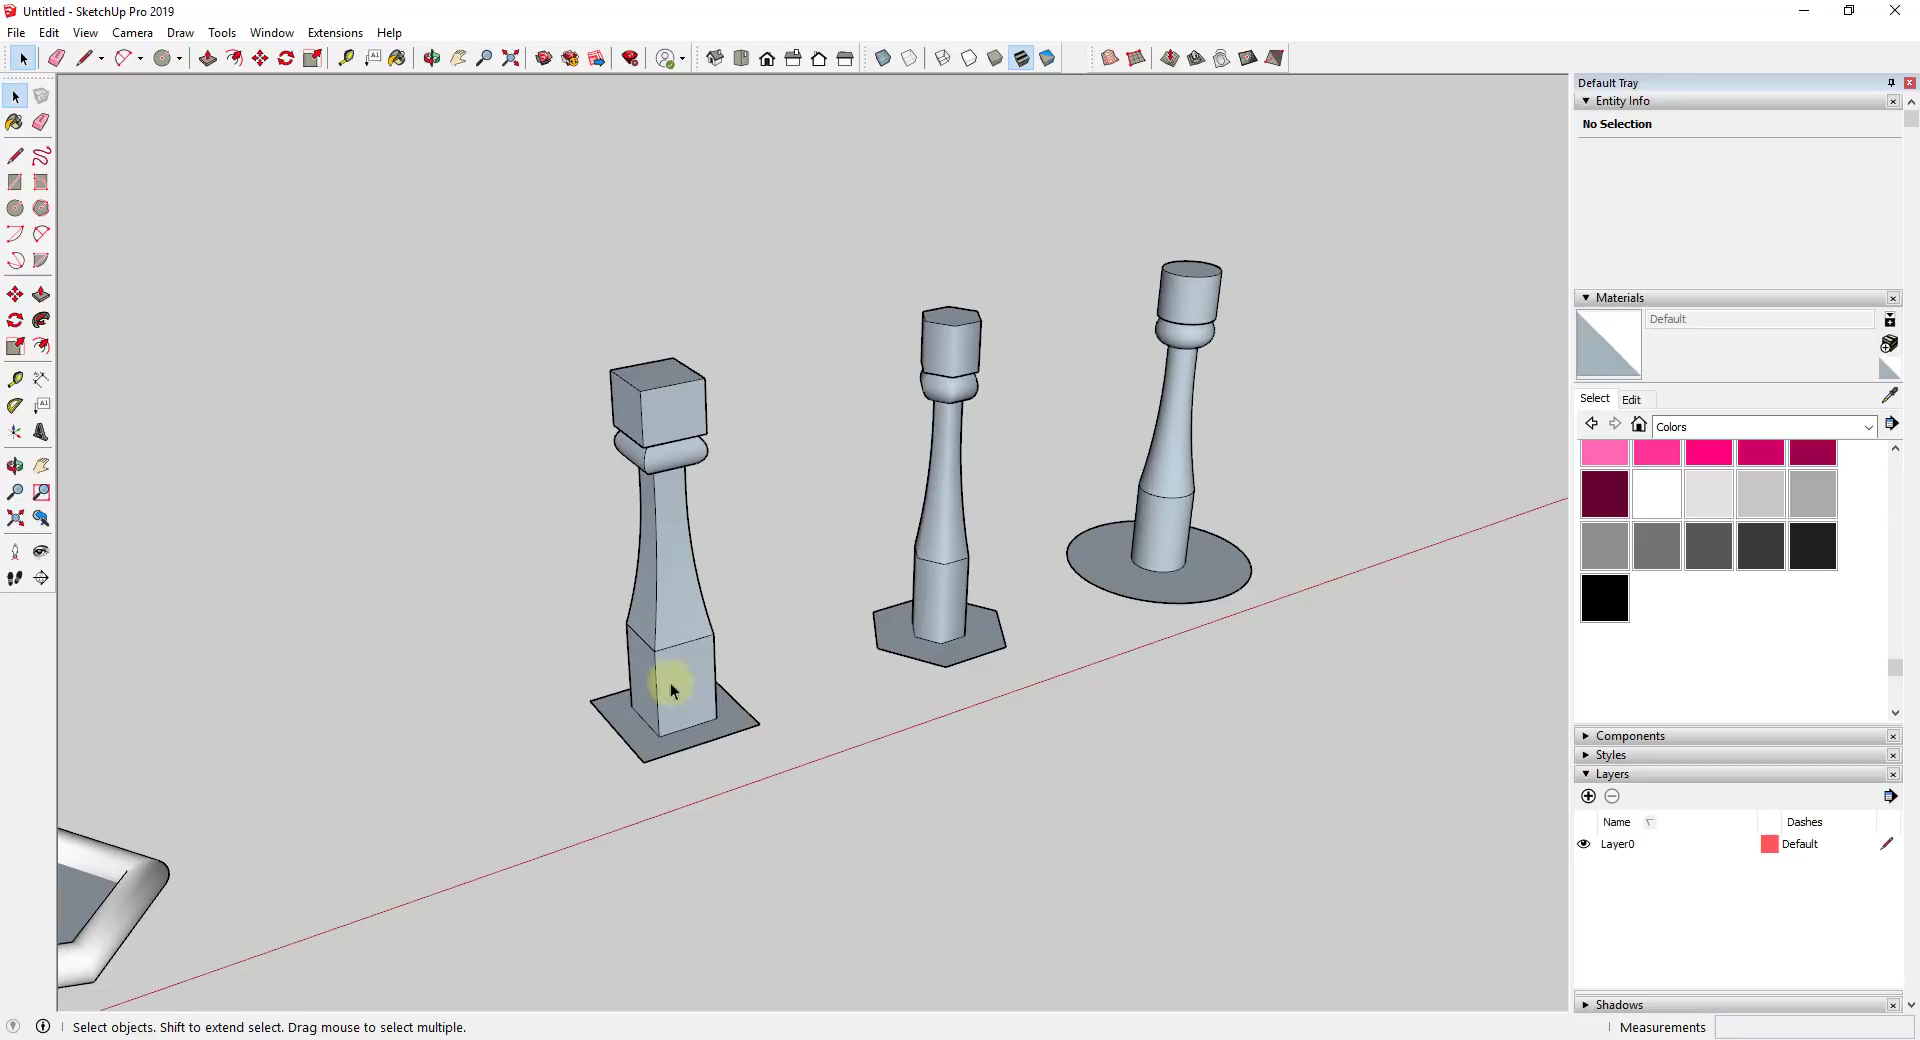 Untitled - SketchUp Pro 2019
File Edit View Camera Draw Tools Window Extensions Help
Default Tray
Entity Info
No Selection
Materials
Default
Select Edit
Colors
Components
Styles
Layers
Name Dashes
Layer0 Default
Shadows
Select objects. Shift to extend select. Drag mouse to select multiple.
Measurements